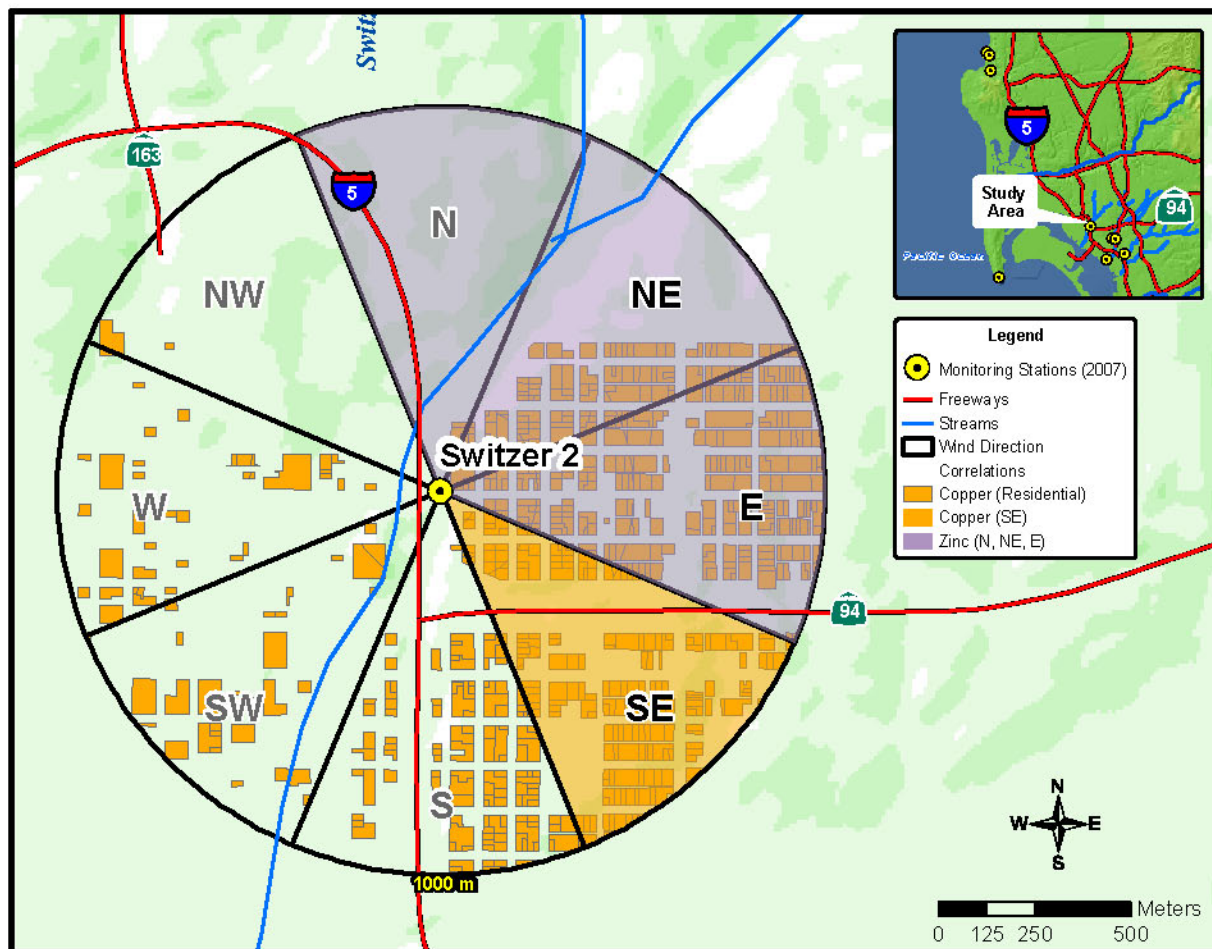 Switz
163
5
N
NW
NE
Switzer 2
W
E
94
SW
SE
S
1000 m
5
Study
Area
94
Pacific Ocean
Legend
Monitoring Stations (2007)
Freeways
Streams
Wind Direction
Correlations
Copper (Residential)
Copper (SE)
Zinc (N, NE, E)
N
W E
S
Meters
0 125 250 500